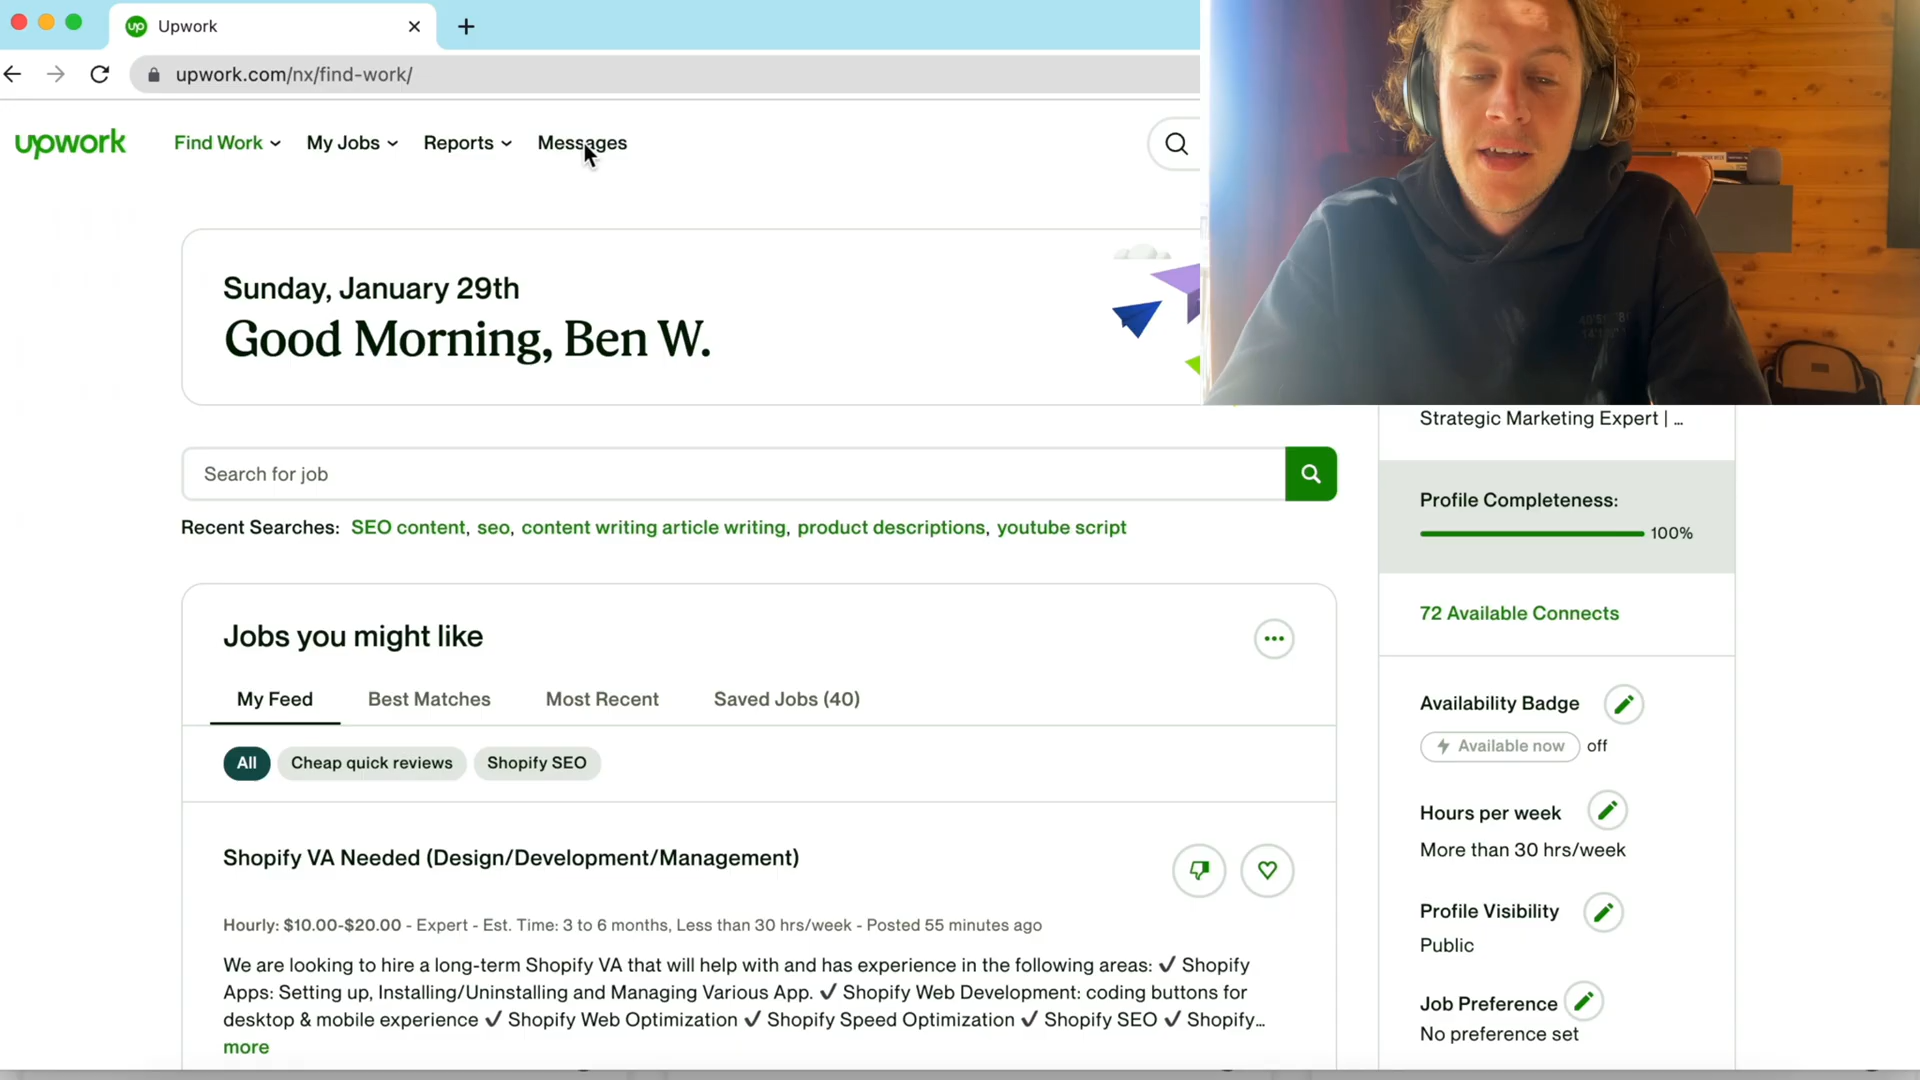 Upwork
upwork.com/nx/find-work/
upwork
Find Work
My Jobs
Reports
Messages
Sunday, January 29th
Good Morning, Ben W.
Strategic Marketing Expert | ...
Search for job
Profile Completeness:
100%
Recent Searches: SEO content, seo, content writing article writing, product descriptions, youtube script
72 Available Connects
Jobs you might like
My Feed
Best Matches
Most Recent
Saved Jobs (40)
Availability Badge
Available now off
All
Cheap quick reviews
Shopify SEO
Hours per week
More than 30 hrs/week
Shopify VA Needed (Design/Development/Management)
Hourly: $10.00-$20.00 - Expert - Est. Time: 3 to 6 months, Less than 30 hrs/week - Posted 55 minutes ago
Profile Visibility
Public
We are looking to hire a long-term Shopify VA that will help with and has experience in the following areas: ✔ Shopify
Apps: Setting up, Installing/Uninstalling and Managing Various App. ✔ Shopify Web Development: coding buttons for
desktop & mobile experience ✔ Shopify Web Optimization ✔ Shopify Speed Optimization ✔ Shopify SEO ✔ Shopify...
more
Job Preference
No preference set